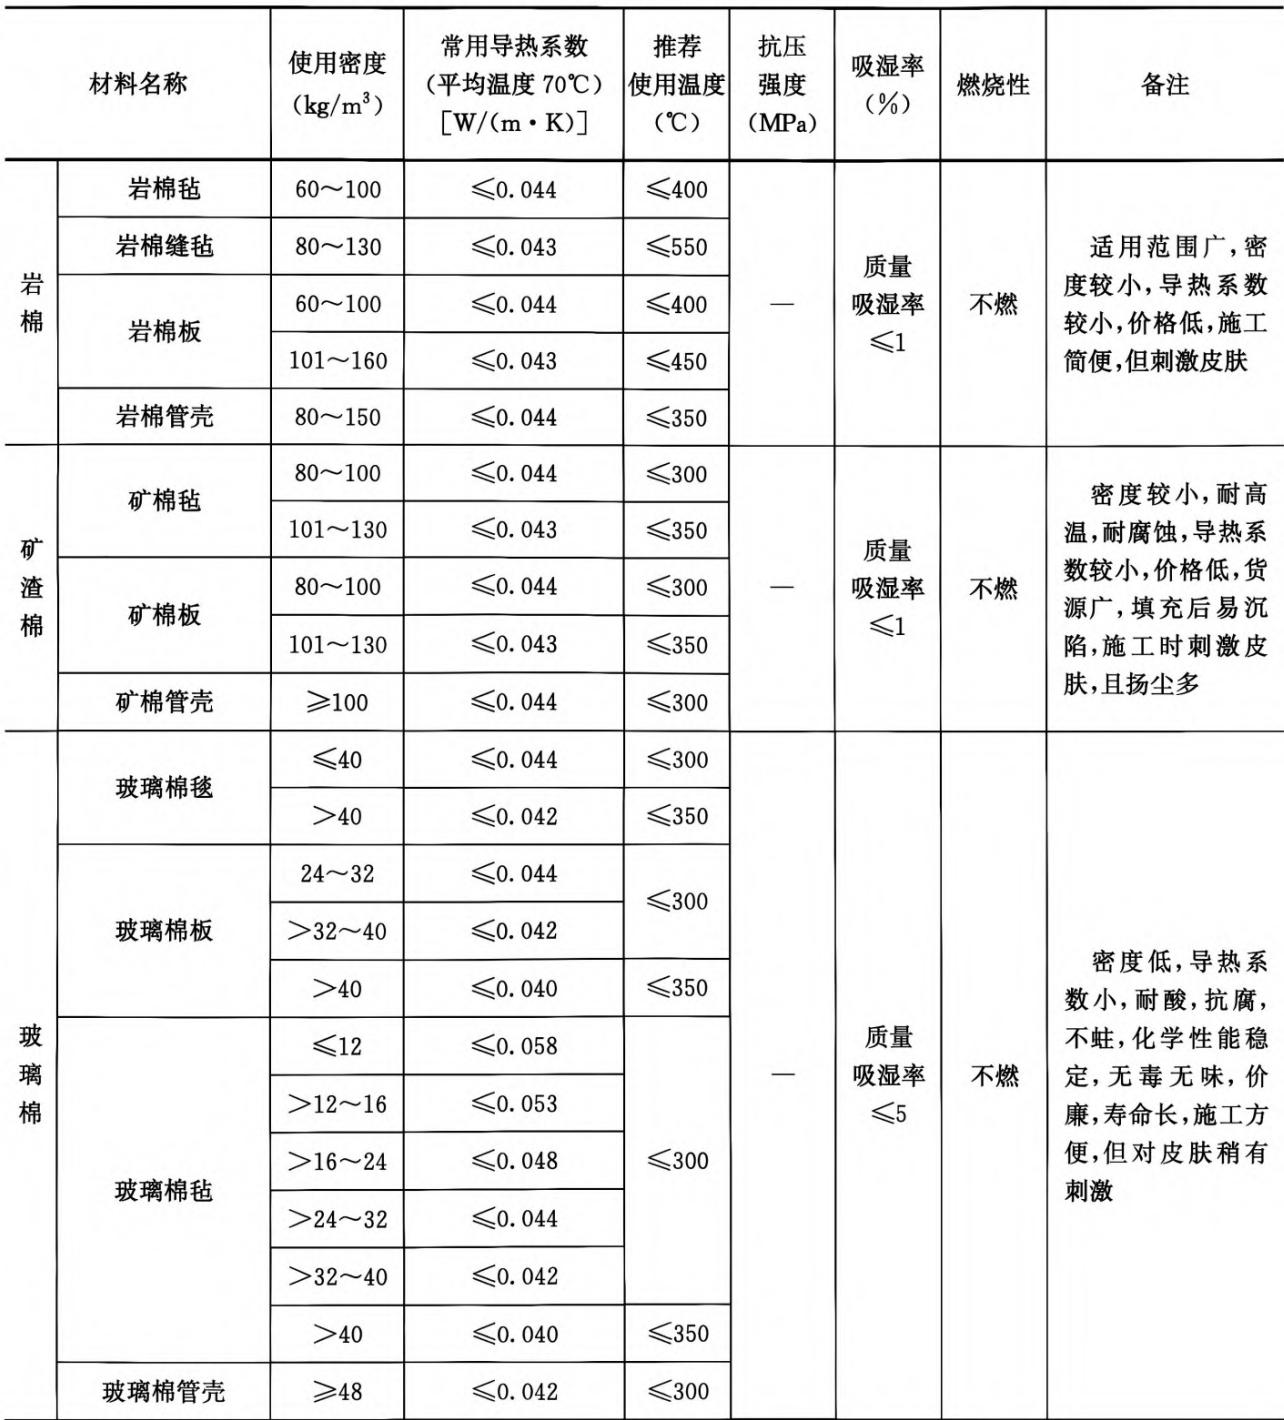 材料名称
使用密度
(kg/m³)
常用导热系数
(平均温度 70℃)
[W/(m·K)]
推荐
使用温度
(℃)
抗压
强度
(MPa)
吸湿率
(%)
燃烧性
备注
岩棉
岩棉毡
60～100
≤0.044
≤400
岩棉缝毡
80～130
≤0.043
≤550
岩棉板
60～100
≤0.044
≤400
101～160
≤0.043
≤450
岩棉管壳
80～150
≤0.044
≤350
—
质量
吸湿率
≤1
不燃
适用范围广,密
度较小,导热系数
较小,价格低,施工
简便,但刺激皮肤
矿渣棉
矿棉毡
80～100
≤0.044
≤300
101～130
≤0.043
≤350
矿棉板
80～100
≤0.044
≤300
101～130
≤0.043
≤350
矿棉管壳
≥100
≤0.044
≤300
—
质量
吸湿率
≤1
不燃
密度较小,耐高
温,耐腐蚀,导热系
数较小,价格低,货
源广,填充后易沉
陷,施工时刺激皮
肤,且扬尘多
玻璃棉
玻璃棉毯
≤40
≤0.044
≤300
>40
≤0.042
≤350
玻璃棉板
24～32
≤0.044
≤300
>32～40
≤0.042
>40
≤0.040
≤350
玻璃棉毡
≤12
≤0.058
>12～16
≤0.053
>16～24
≤0.048
≤300
>24～32
≤0.044
>32～40
≤0.042
>40
≤0.040
≤350
玻璃棉管壳
≥48
≤0.042
≤300
—
质量
吸湿率
≤5
不燃
密度低,导热系
数小,耐酸,抗腐,
不蛀,化学性能稳
定,无毒无味,价
廉,寿命长,施工方
便,但对皮肤稍有
刺激